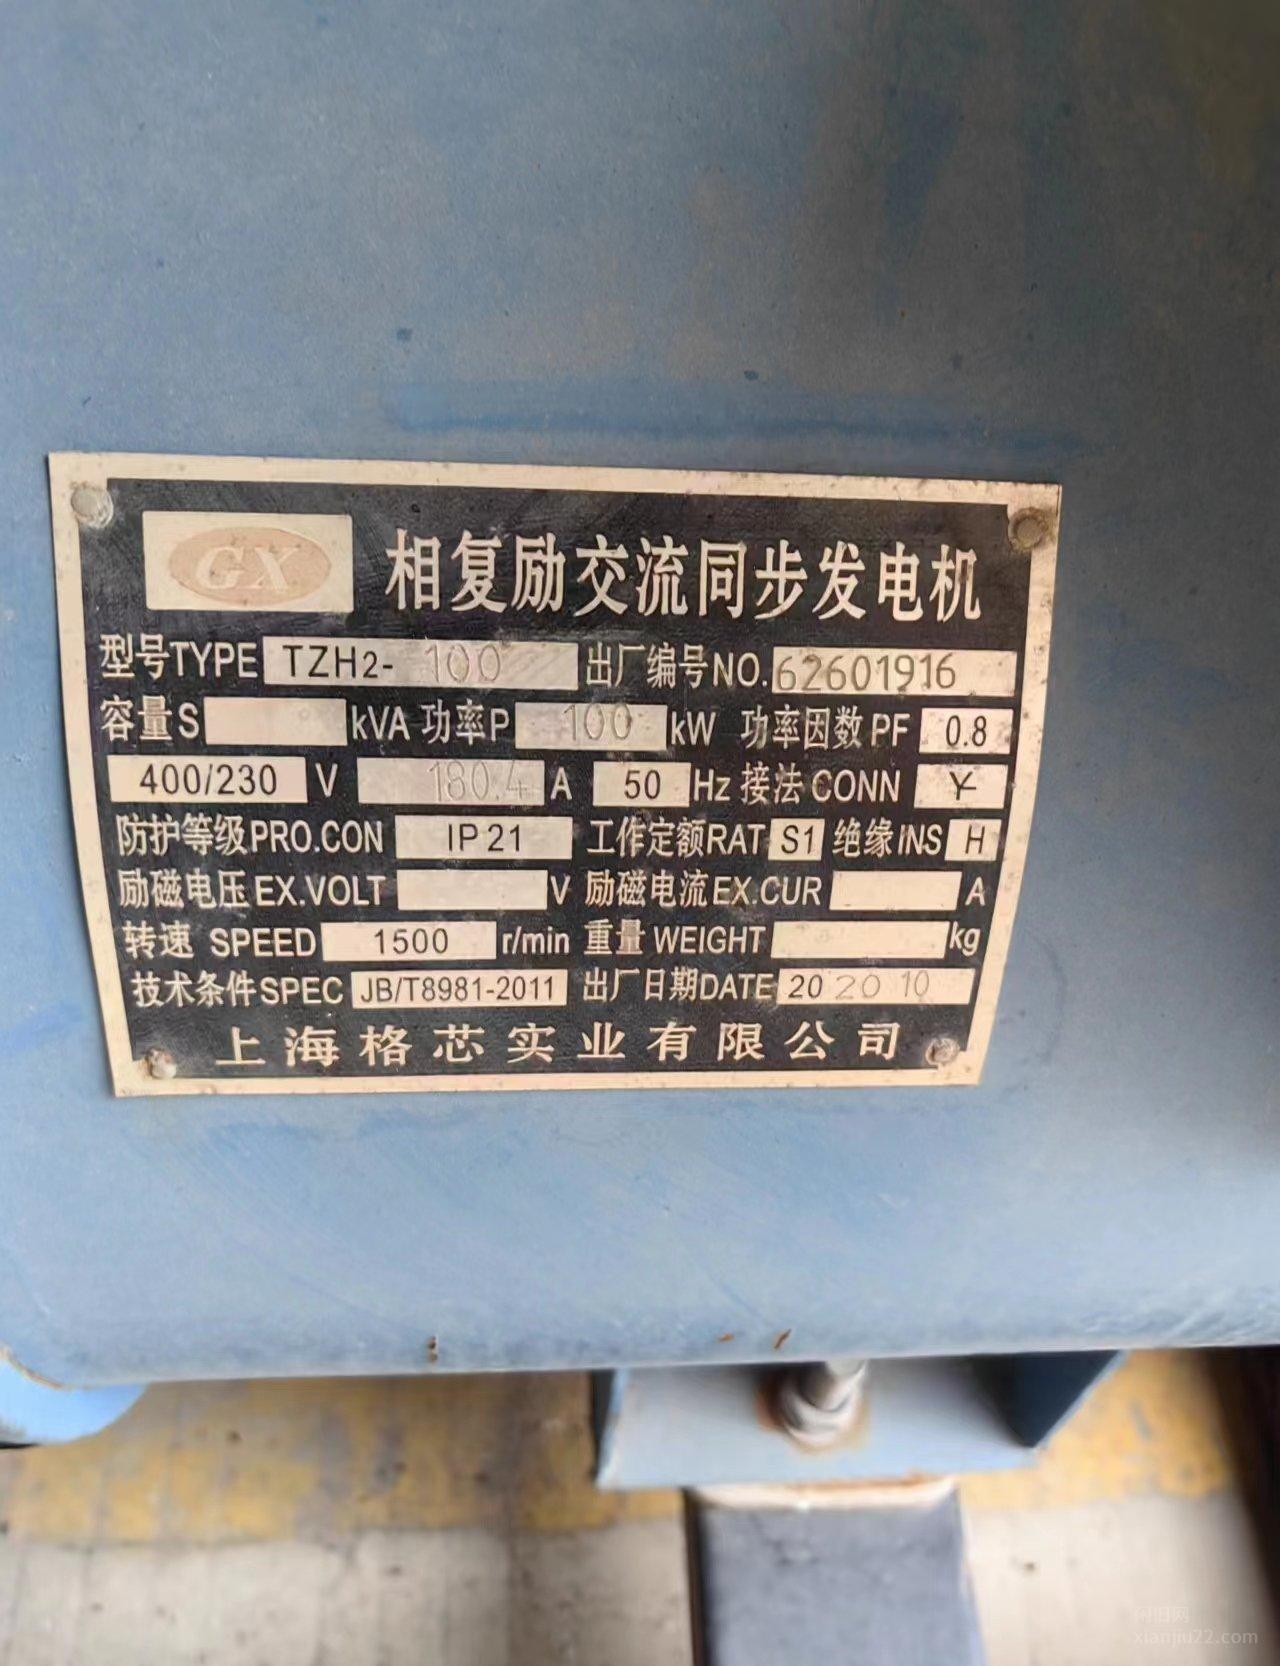 GX 相复励交流同步发电机
型号TYPE TZH2-100 出厂编号NO. 62601916
容量S kVA 功率P 100 kW 功率因数PF 0.8
400/230 V 180.4 A 50 Hz 接法CONN Y
防护等级PRO.CON IP21 工作定额RAT S1 绝缘INS H
励磁电压EX.VOLT V 励磁电流EX.CUR A
转速 SPEED 1500 r/min 重量WEIGHT kg
技术条件SPEC JB/T8981-2011 出厂日期DATE 20 20 10
上海格芯实业有限公司
闲旧网
xianjiu22.com